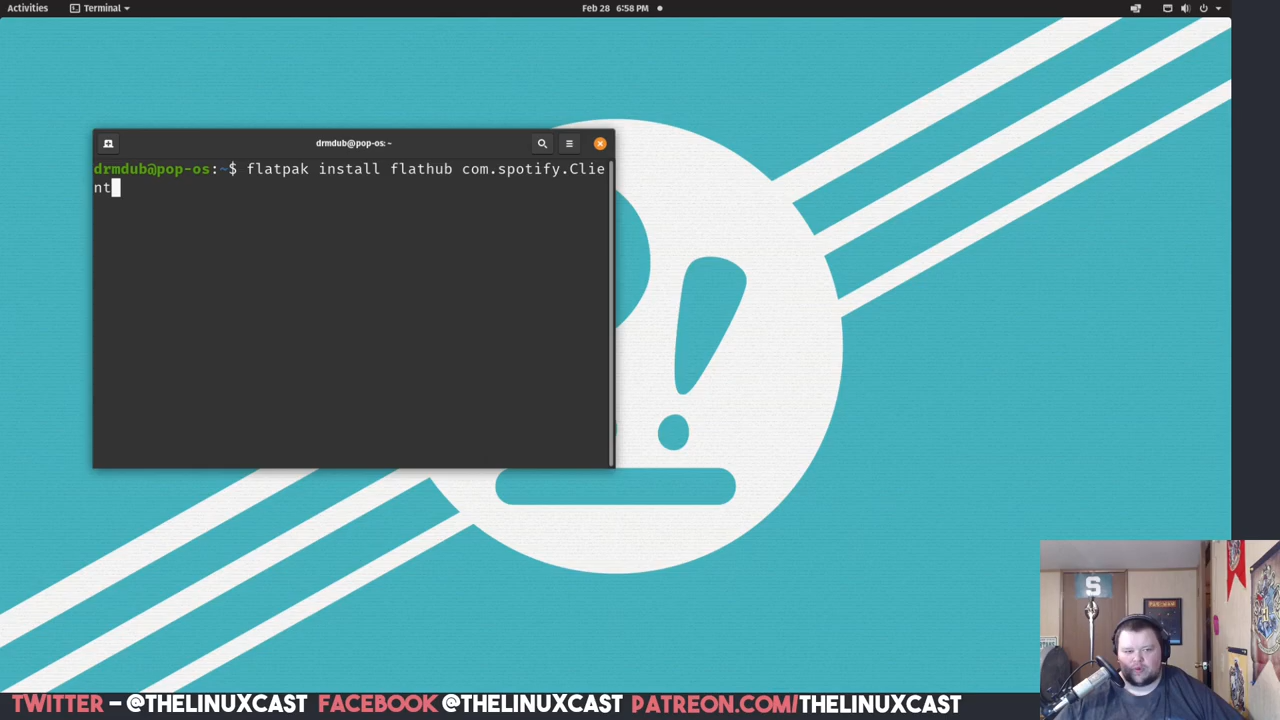 Activities
Terminal
Feb 28 6:58 PM
drmdub@pop-os: ~
drmdub@pop-os:~$ flatpak install flathub com.spotify.Clie
nt
S
TWITTER – @THELINUXCAST FACEBOOK @THELINUXCAST PATREON.COM/THELINUXCAST